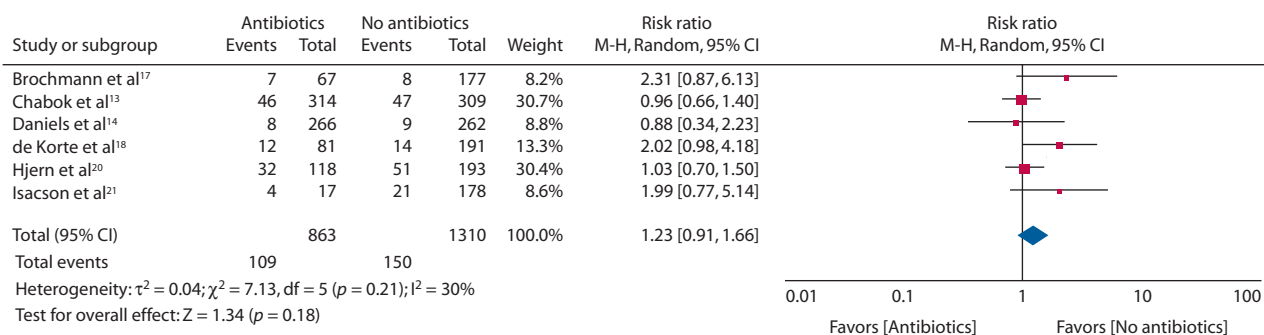 Antibiotics No antibiotics Risk ratio Risk ratio
Study or subgroup Events Total Events Total Weight M-H, Random, 95% CI M-H, Random, 95% CI
Brochmann et al¹⁷ 7 67 8 177 8.2% 2.31 [0.87, 6.13]
Chabok et al¹³ 46 314 47 309 30.7% 0.96 [0.66, 1.40]
Daniels et al¹⁴ 8 266 9 262 8.8% 0.88 [0.34, 2.23]
de Korte et al¹⁸ 12 81 14 191 13.3% 2.02 [0.98, 4.18]
Hjern et al²⁰ 32 118 51 193 30.4% 1.03 [0.70, 1.50]
Isacson et al²¹ 4 17 21 178 8.6% 1.99 [0.77, 5.14]
Total (95% CI) 863 1310 100.0% 1.23 [0.91, 1.66]
Total events 109 150
Heterogeneity: τ² = 0.04; χ² = 7.13, df = 5 (p = 0.21); I² = 30%
Test for overall effect: Z = 1.34 (p = 0.18)
0.01 0.1 1 10 100
Favors [Antibiotics] Favors [No antibiotics]